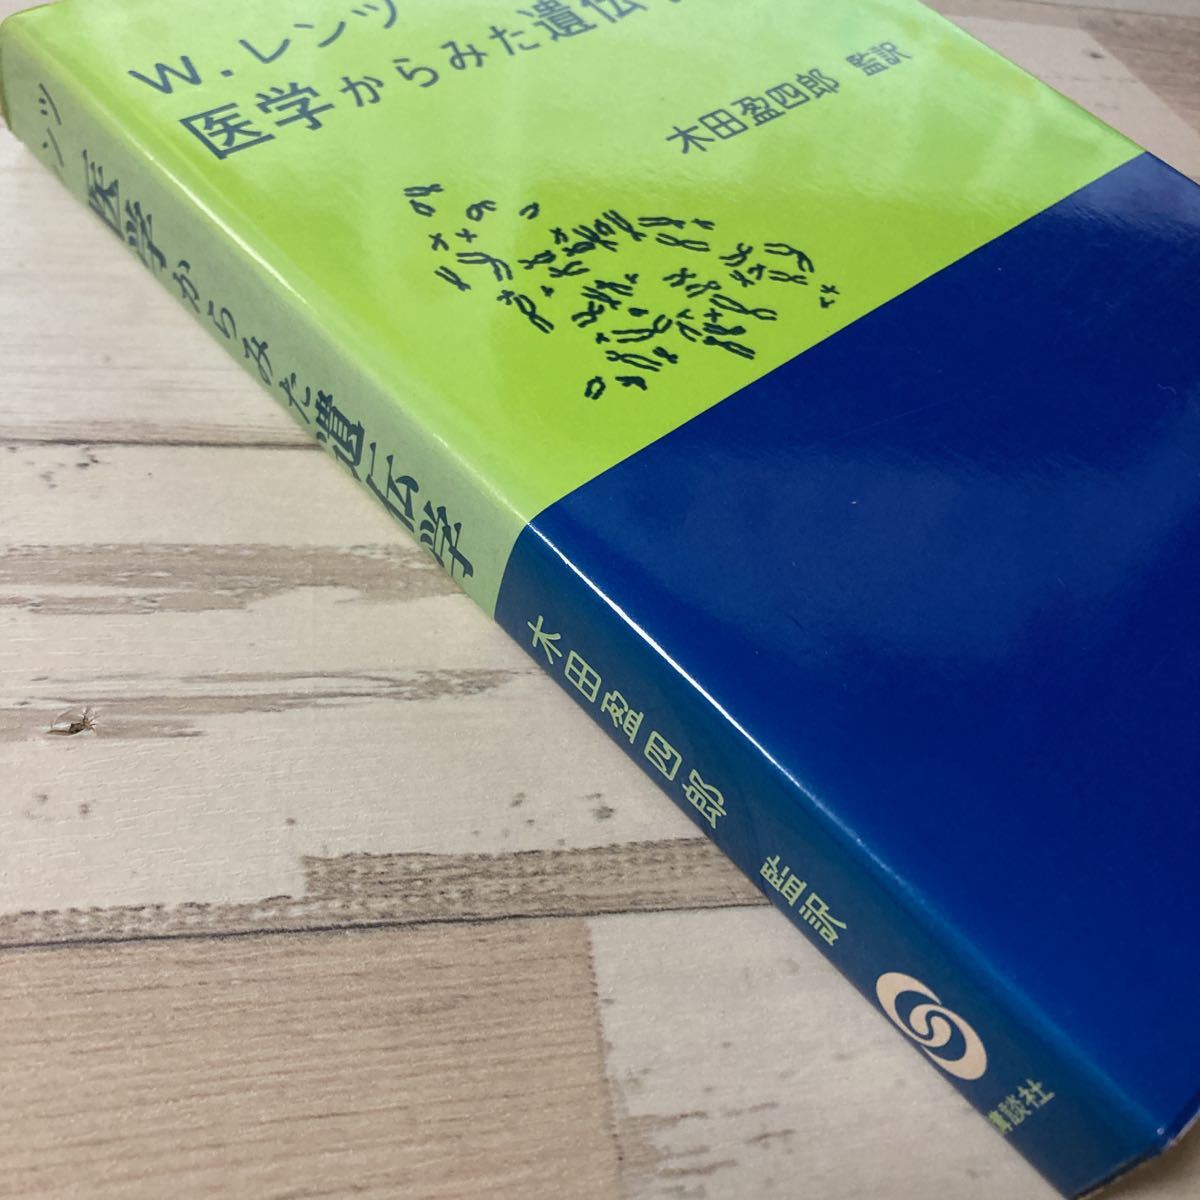 W.レンツ
医学からみた遺伝
木田盈四郎 監訳
ンツ 医学からみた遺伝学
木田盈四郎 監訳
講談社